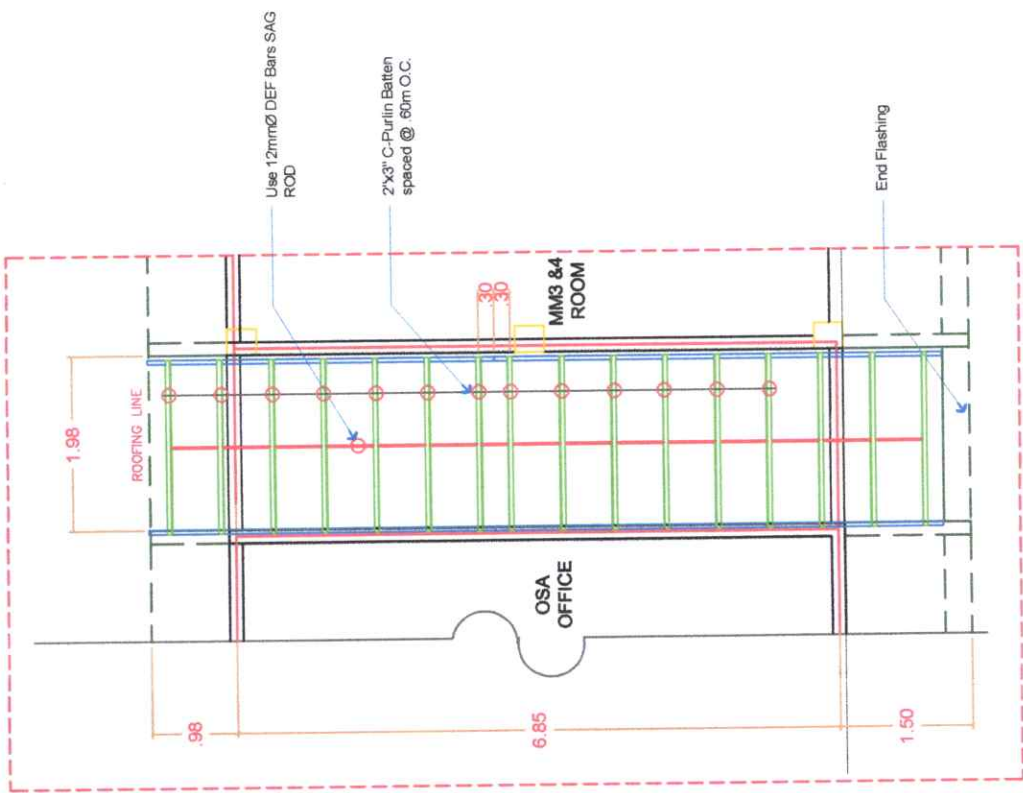 1.98
ROOFING LINE
Use 12mmØ DEF Bars SAG
ROD
2"x3" C-Purlin Batten
spaced @ .60m O.C.
.30
.30
MM3 &4
ROOM
OSA
OFFICE
End Flashing
.98
6.85
1.50